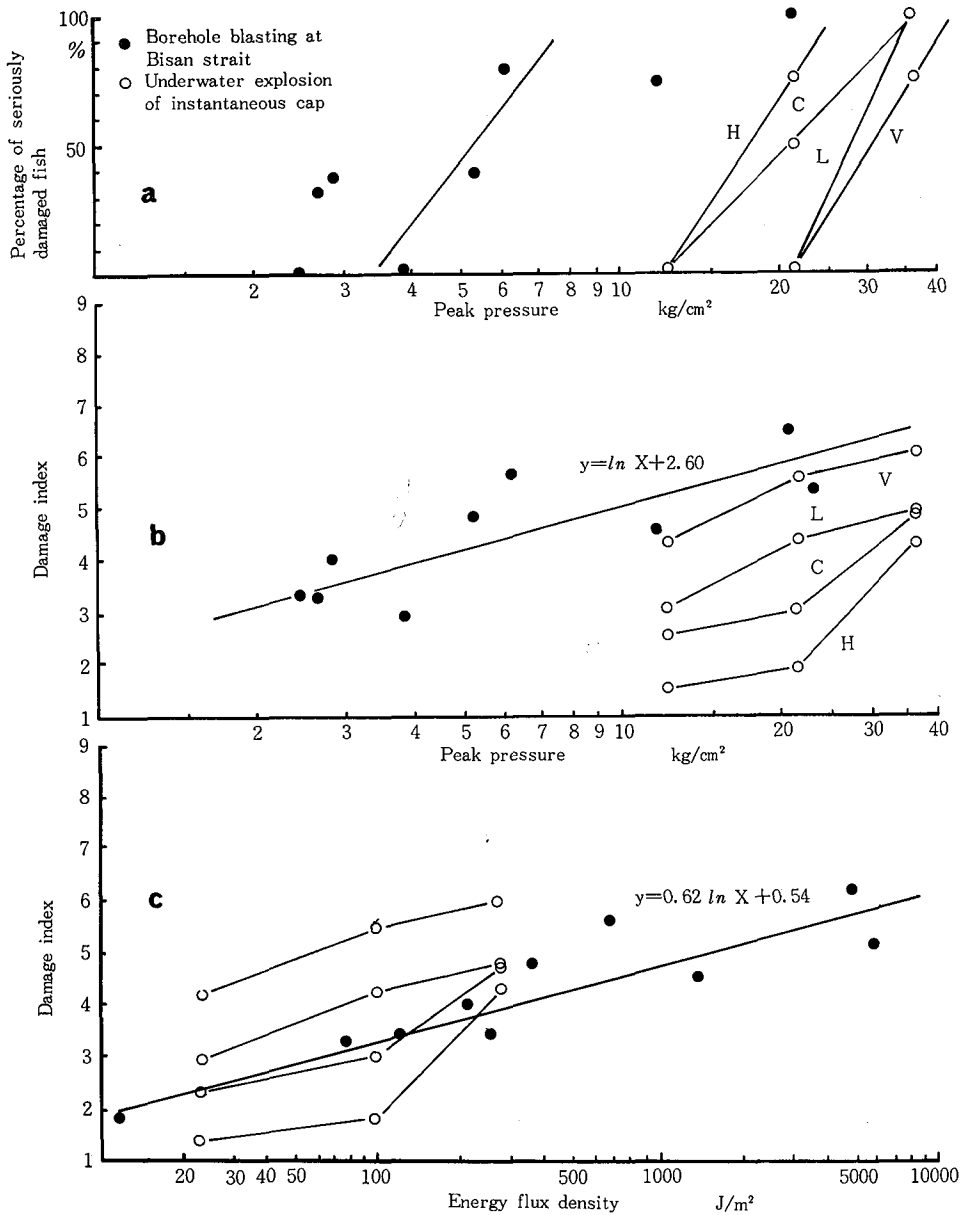 100
%
50
Percentage of seriously
damaged fish
● Borehole blasting at
Bisan strait
○ Underwater explosion
of instantaneous cap
a
H
C
L
V
2 3 4 5 6 7 8 9 10 20 30 40
Peak pressure kg/cm²
9
8
7
6
5
4
3
2
1
Damage index
b
y=ln X+2.60
V
L
C
H
2 3 4 5 6 7 8 9 10 20 30 40
Peak pressure kg/cm²
9
8
7
6
5
4
3
2
1
Damage index
c
y=0.62 ln X+0.54
20 30 40 50 100 500 1000 5000 10000
Energy flux density J/m²